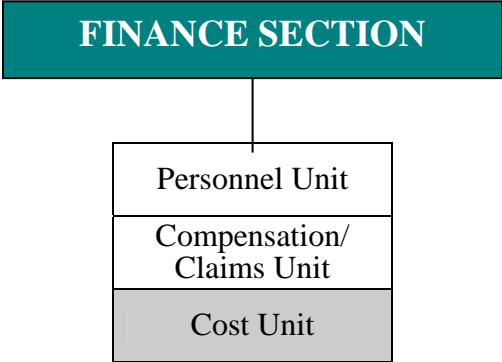 FINANCE SECTION
Personnel Unit
Compensation/
Claims Unit
Cost Unit